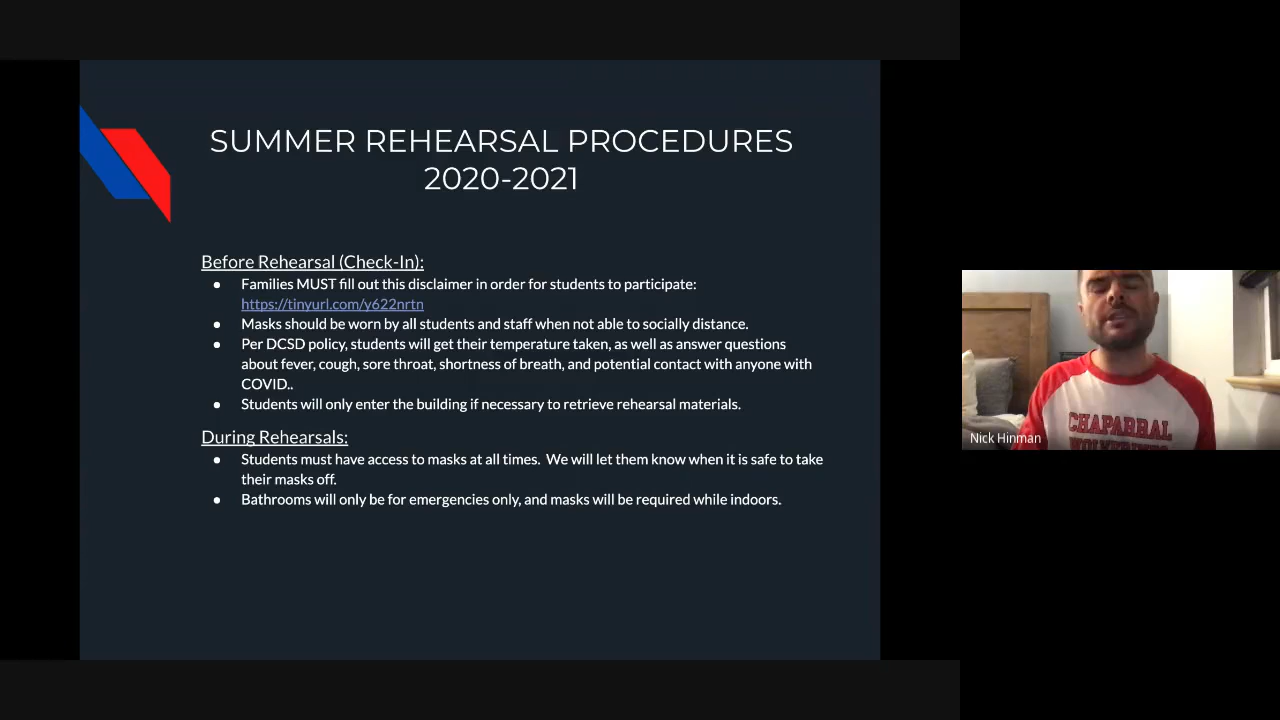 SUMMER REHEARSAL PROCEDURES
2020-2021
Before Rehearsal (Check-In):
● Families MUST fill out this disclaimer in order for students to participate:
https://tinyurl.com/y622nrtn
● Masks should be worn by all students and staff when not able to socially distance.
● Per DCSD policy, students will get their temperature taken, as well as answer questions
about fever, cough, sore throat, shortness of breath, and potential contact with anyone with
COVID..
● Students will only enter the building if necessary to retrieve rehearsal materials.
During Rehearsals:
● Students must have access to masks at all times.  We will let them know when it is safe to take
their masks off.
● Bathrooms will only be for emergencies only, and masks will be required while indoors.
CHAPARRAL
Nick Hinman